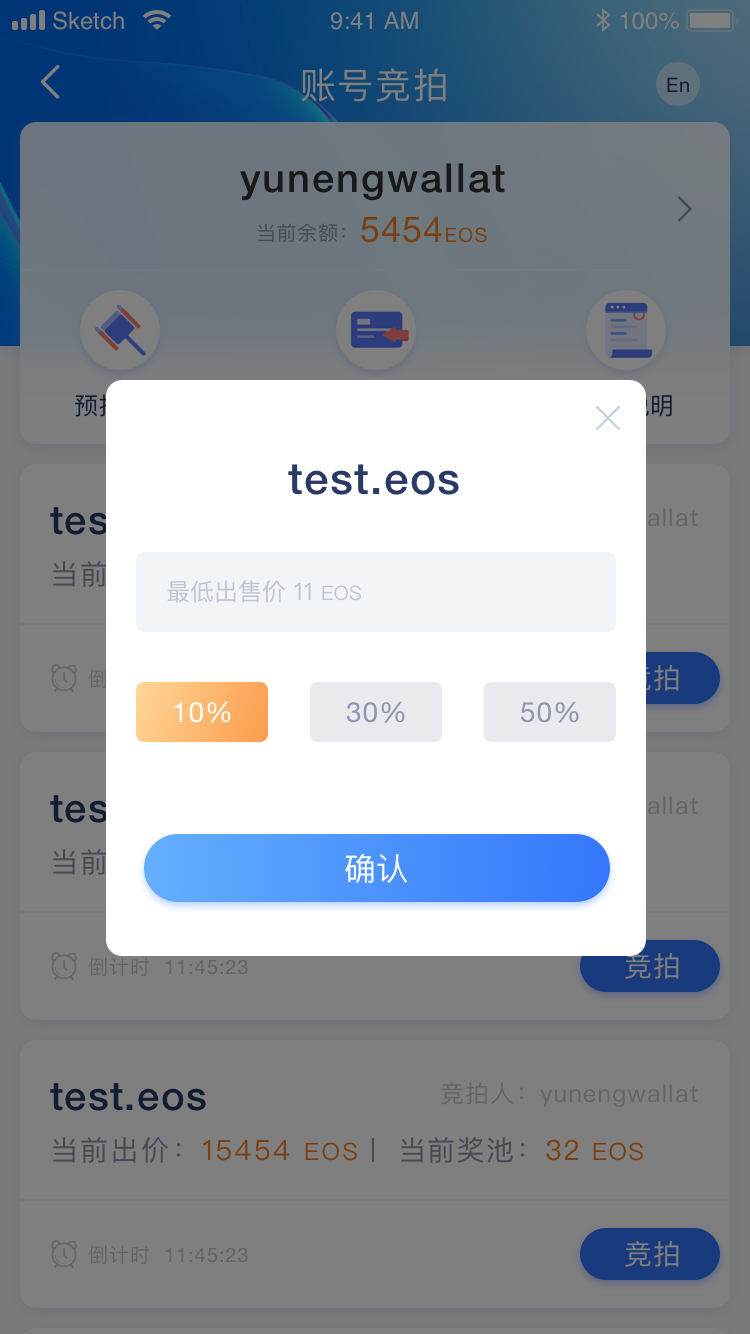 Sketch 9:41 AM 100%
账号竞拍 En
yunengwallat
当前余额： 5454EOS
明
test.eos
最低出售价 11 EOS
10% 30% 50%
确认
tes allat
当前
倒 拍
tes allat
当前
倒计时 11:45:23 竞拍
test.eos 竞拍人：yunengwallat
当前出价：15454 EOS | 当前奖池：32 EOS
倒计时 11:45:23 竞拍